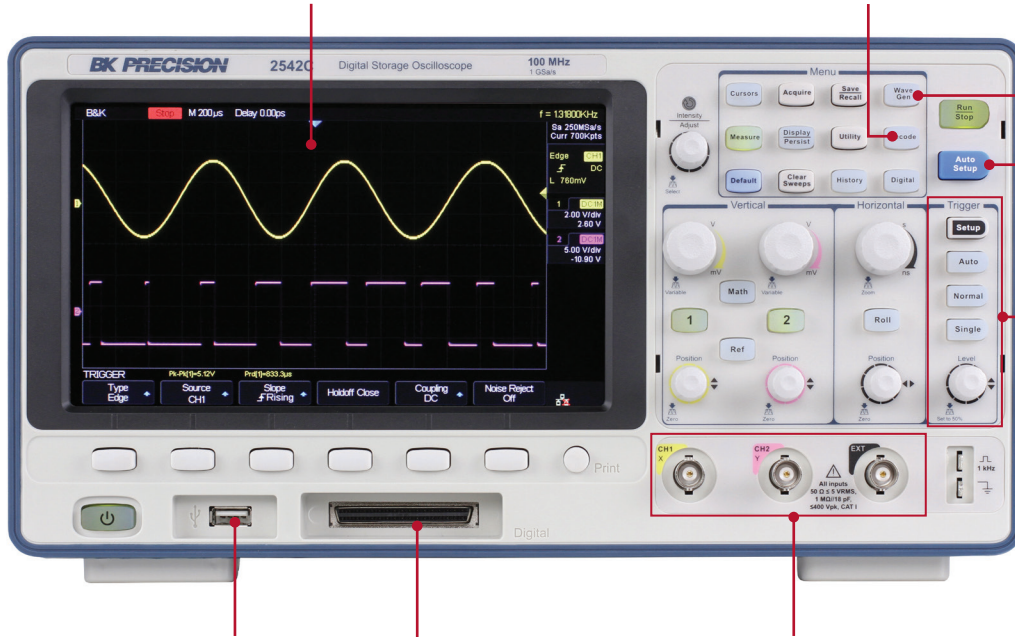 BK PRECISION 2542C Digital Storage Oscilloscope 100 MHz
1 GSa/s
B&K Stop M 200µs Delay 0.00ps f = 1.31800KHz
Sa 250MSa/s
Curr 700Kpts
Edge CH1
DC
L 760mV
1 DC1M
2.00 V/div
2.60 V
2 DC1M
5.00 V/div
-10.90 V
TRIGGER Pk-Pk[1]=5.12V Prd[1]=833.3µs
Type
Edge
Source
CH1
Slope
Rising
Holdoff Close
Coupling
DC
Noise Reject
Off
Print
Digital
Menu
Intensity
Adjust
Select
Cursors
Acquire
Save
Recall
Wave
Gen
Measure
Display
Persist
Utility
Default
Clear
Sweeps
History
Digital
Run
Stop
Auto
Setup
Vertical
V
mV
Variable
V
mV
Variable
Math
1
2
Ref
Position
Zero
Position
Zero
Horizontal
s
ns
Zoom
Roll
Position
Zero
Trigger
Setup
Auto
Normal
Single
Level
Set to 50%
CH1
X
CH2
Y
EXT
All inputs
50 Ω ≤ 5 VRMS,
1 MΩ//18 pF,
≤400 Vpk, CAT I
1 kHz